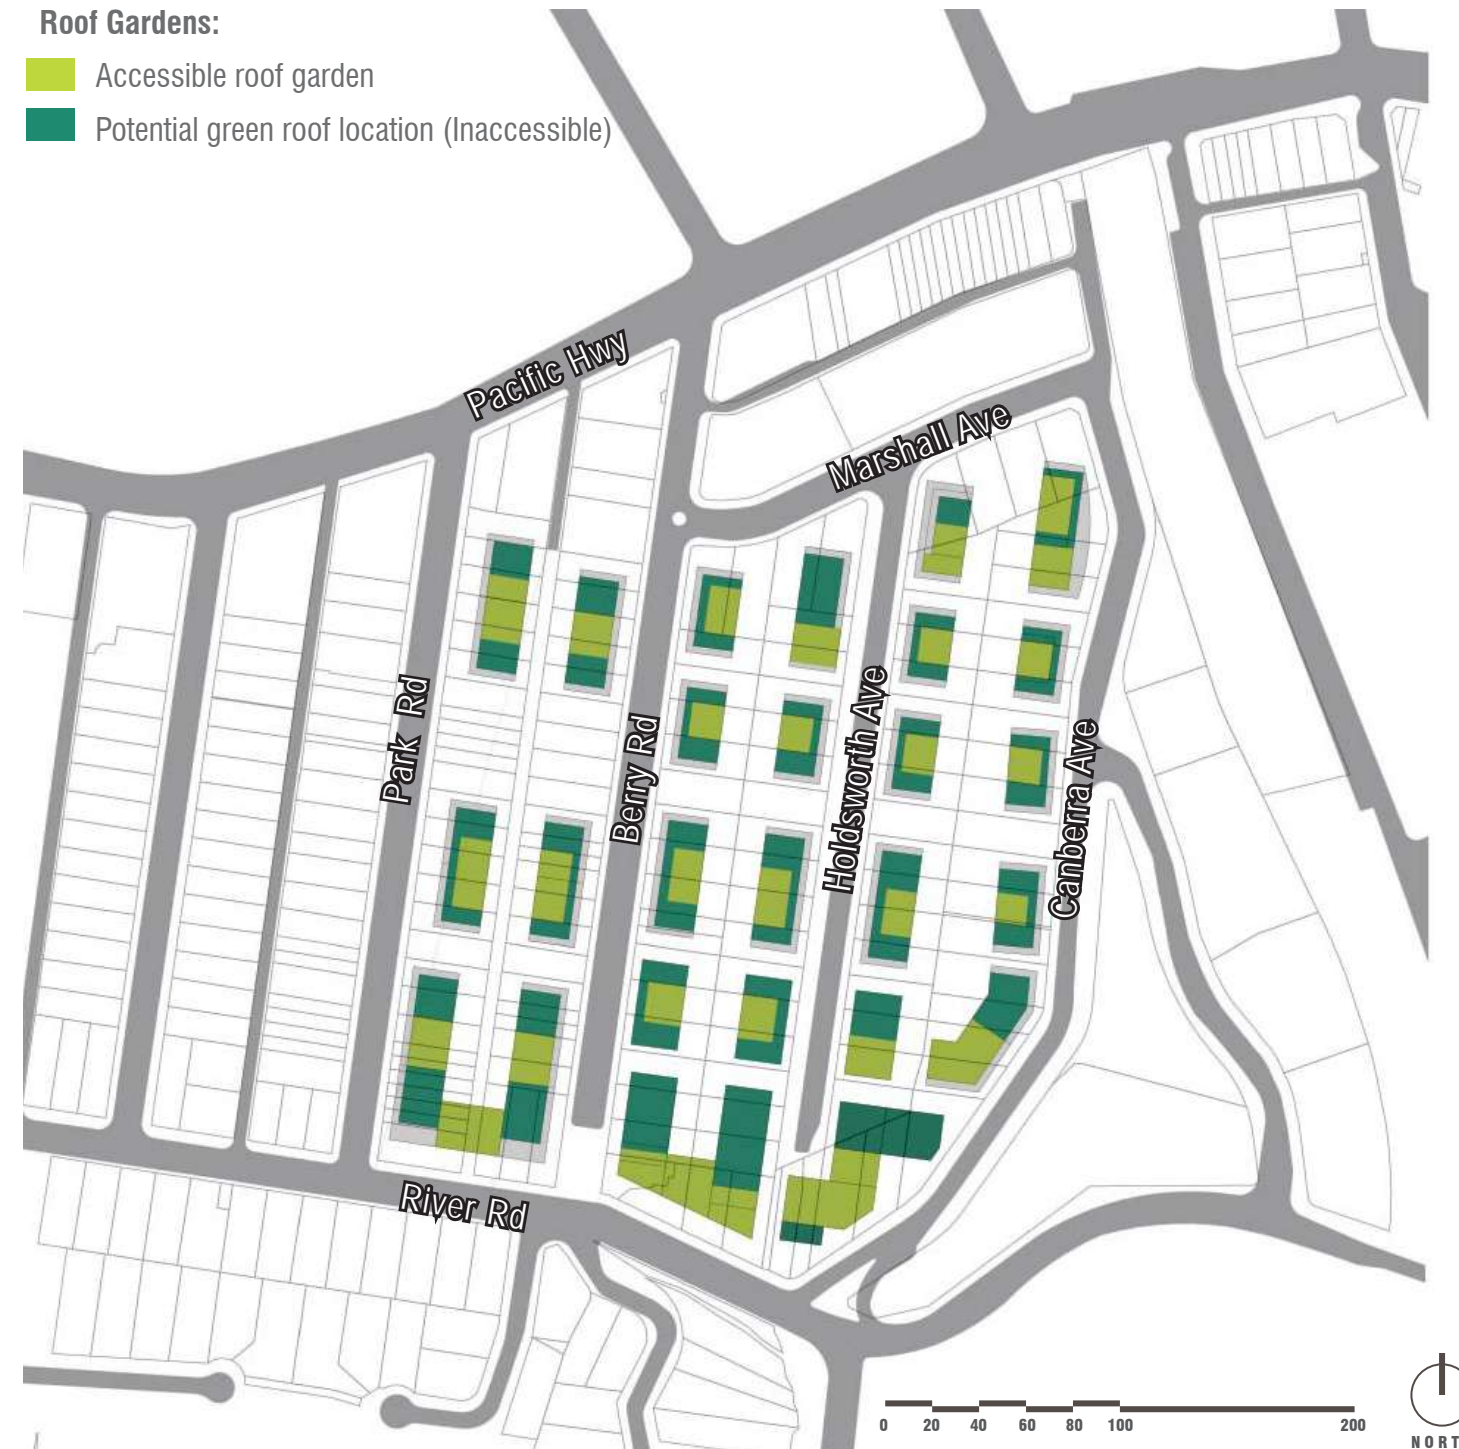 Roof Gardens:
Accessible roof garden
Potential green roof location (Inaccessible)
Pacific Hwy
Marshall Ave
Park Rd
Berry Rd
Holdsworth Ave
Canberra Ave
River Rd
0 20 40 60 80 100 200
NORT